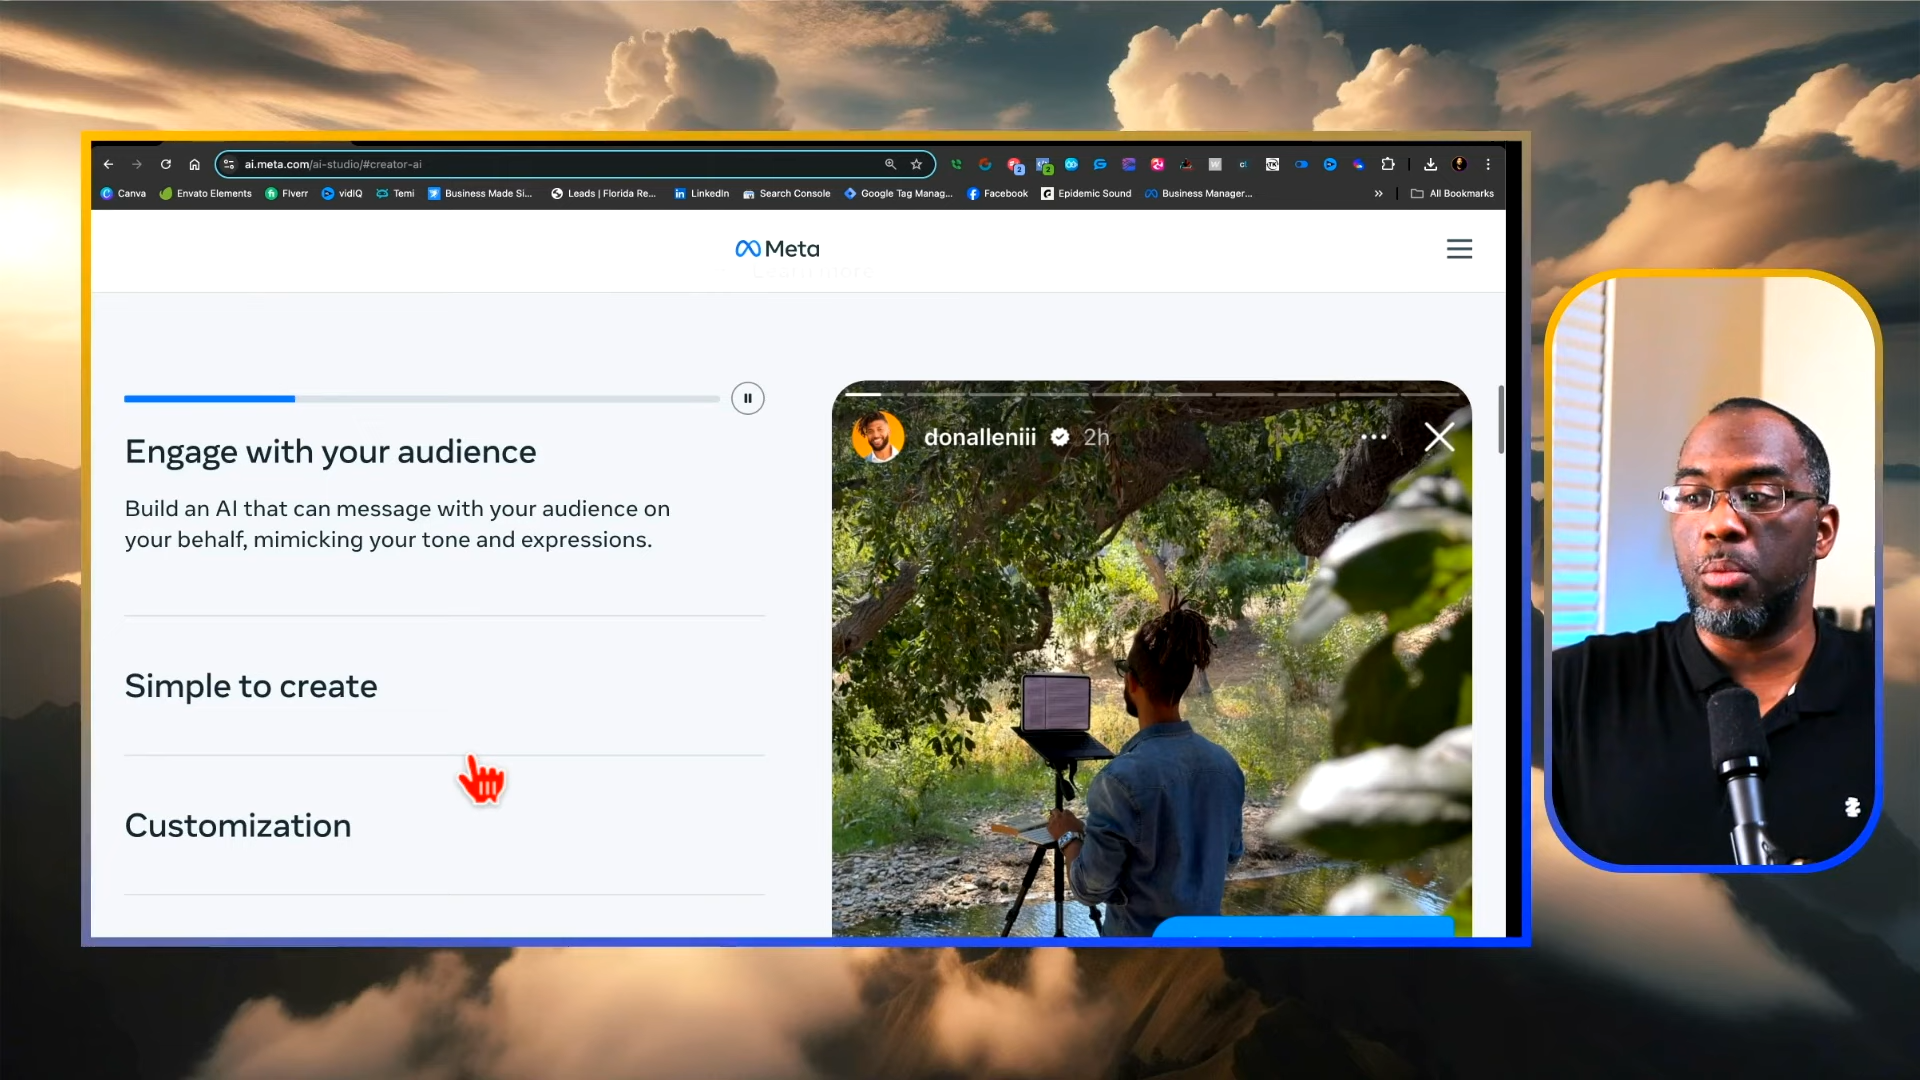 ai.meta.com/ai-studio/#creator-ai
Canva
Envato Elements
Fiverr
vidIQ
Temi
Business Made Si...
Leads | Florida Re...
LinkedIn
Search Console
Google Tag Manag...
Facebook
Epidemic Sound
Business Manager...
»
All Bookmarks
Meta
Learn more
Engage with your audience
Build an AI that can message with your audience on
your behalf, mimicking your tone and expressions.
Simple to create
Customization
donalleniii 2h